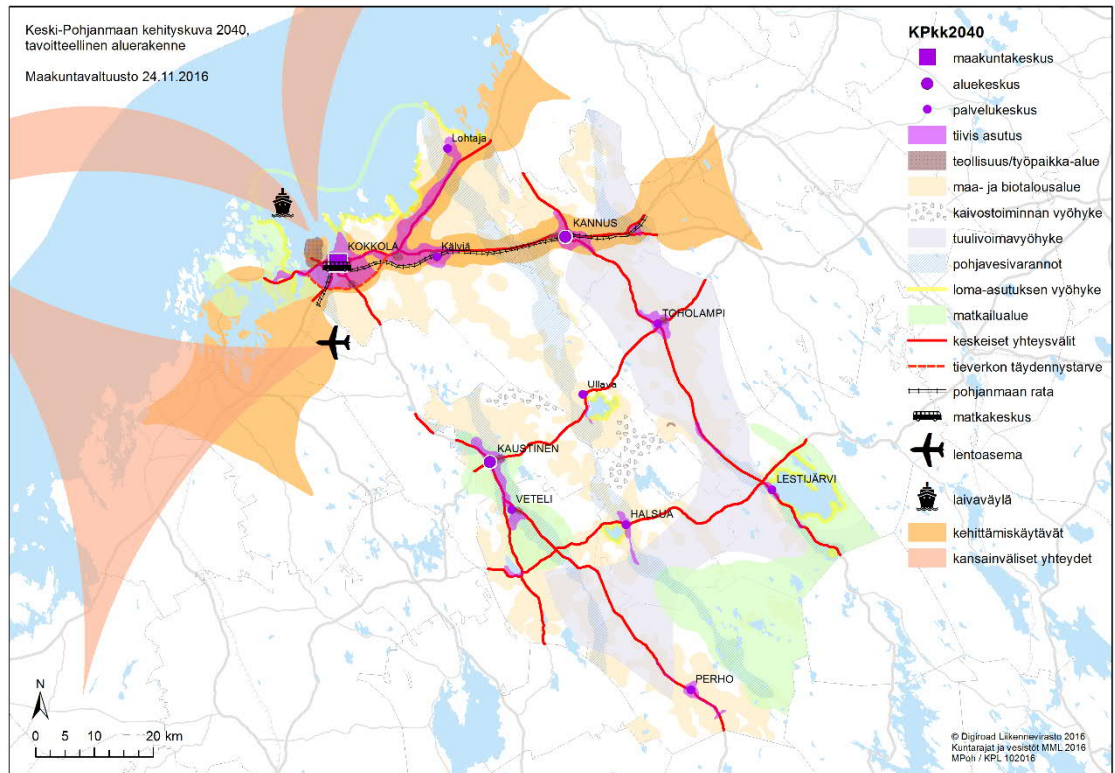 Keski-Pohjanmaan kehityskuva 2040,
tavoitteellinen aluerakenne
Maakuntavaltuusto 24.11.2016
KPkk2040
maakuntakeskus
aluekeskus
palvelukeskus
tiivis asutus
teollisuus/työpaikka-alue
maa- ja biotalousalue
kaivostoiminnan vyöhyke
tuulivoimavyöhyke
pohjavesivarannot
loma-asutuksen vyöhyke
matkailualue
keskeiset yhteysvälit
tieverkon täydennystarve
pohjanmaan rata
matkakeskus
lentoasema
laivaväylä
kehittämiskäytävät
kansainväliset yhteydet
Lohtaja
KANNUS
KOKKOLA
Kälviä
TOHOLAMPI
Ullava
KAUSTINEN
LESTIJÄRVI
VETELI
HALSUA
PERHO
N
0 5 10 20 km
© Digiroad Liikennevirasto 2016
Kuntarajat ja vesistöt MML 2016
MPoh / KPL 102016